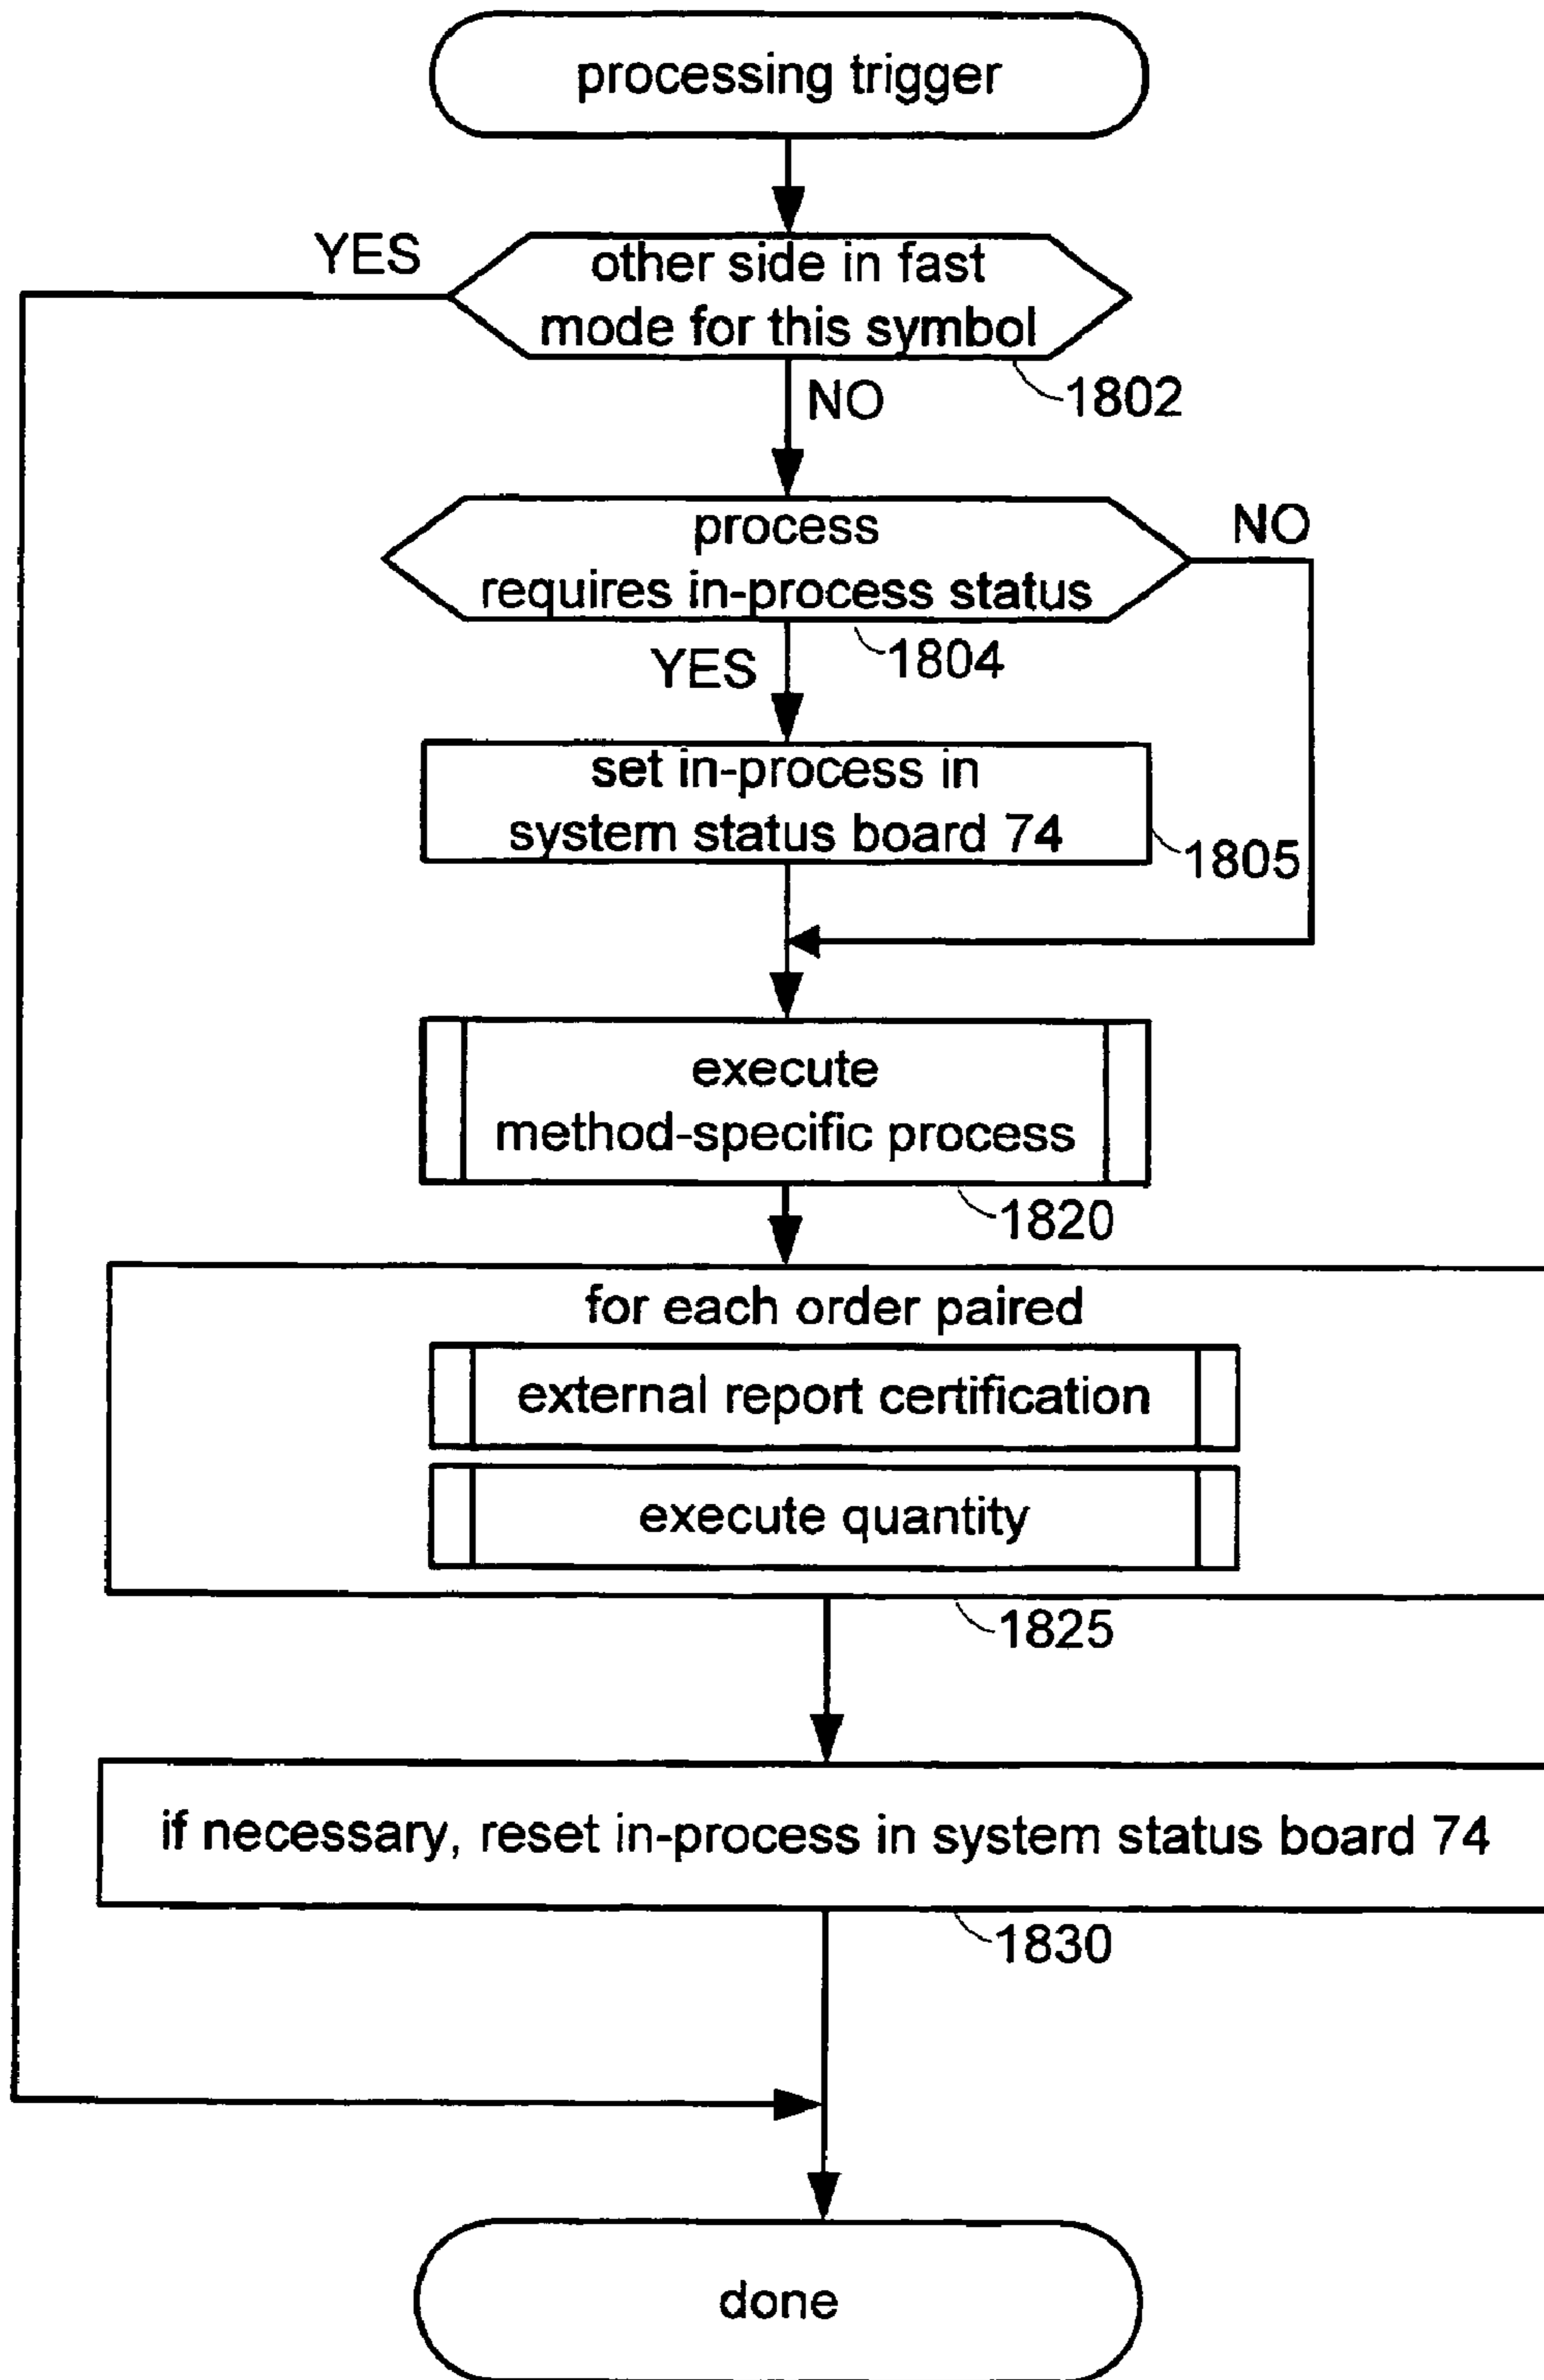 processing trigger
YES
other side in fast
mode for this symbol
NO
1802
process
requires in-process status
NO
YES
1804
set in-process in
system status board 74
1805
execute
method-specific process
1820
for each order paired
external report certification
execute quantity
1825
if necessary, reset in-process in system status board 74
1830
done